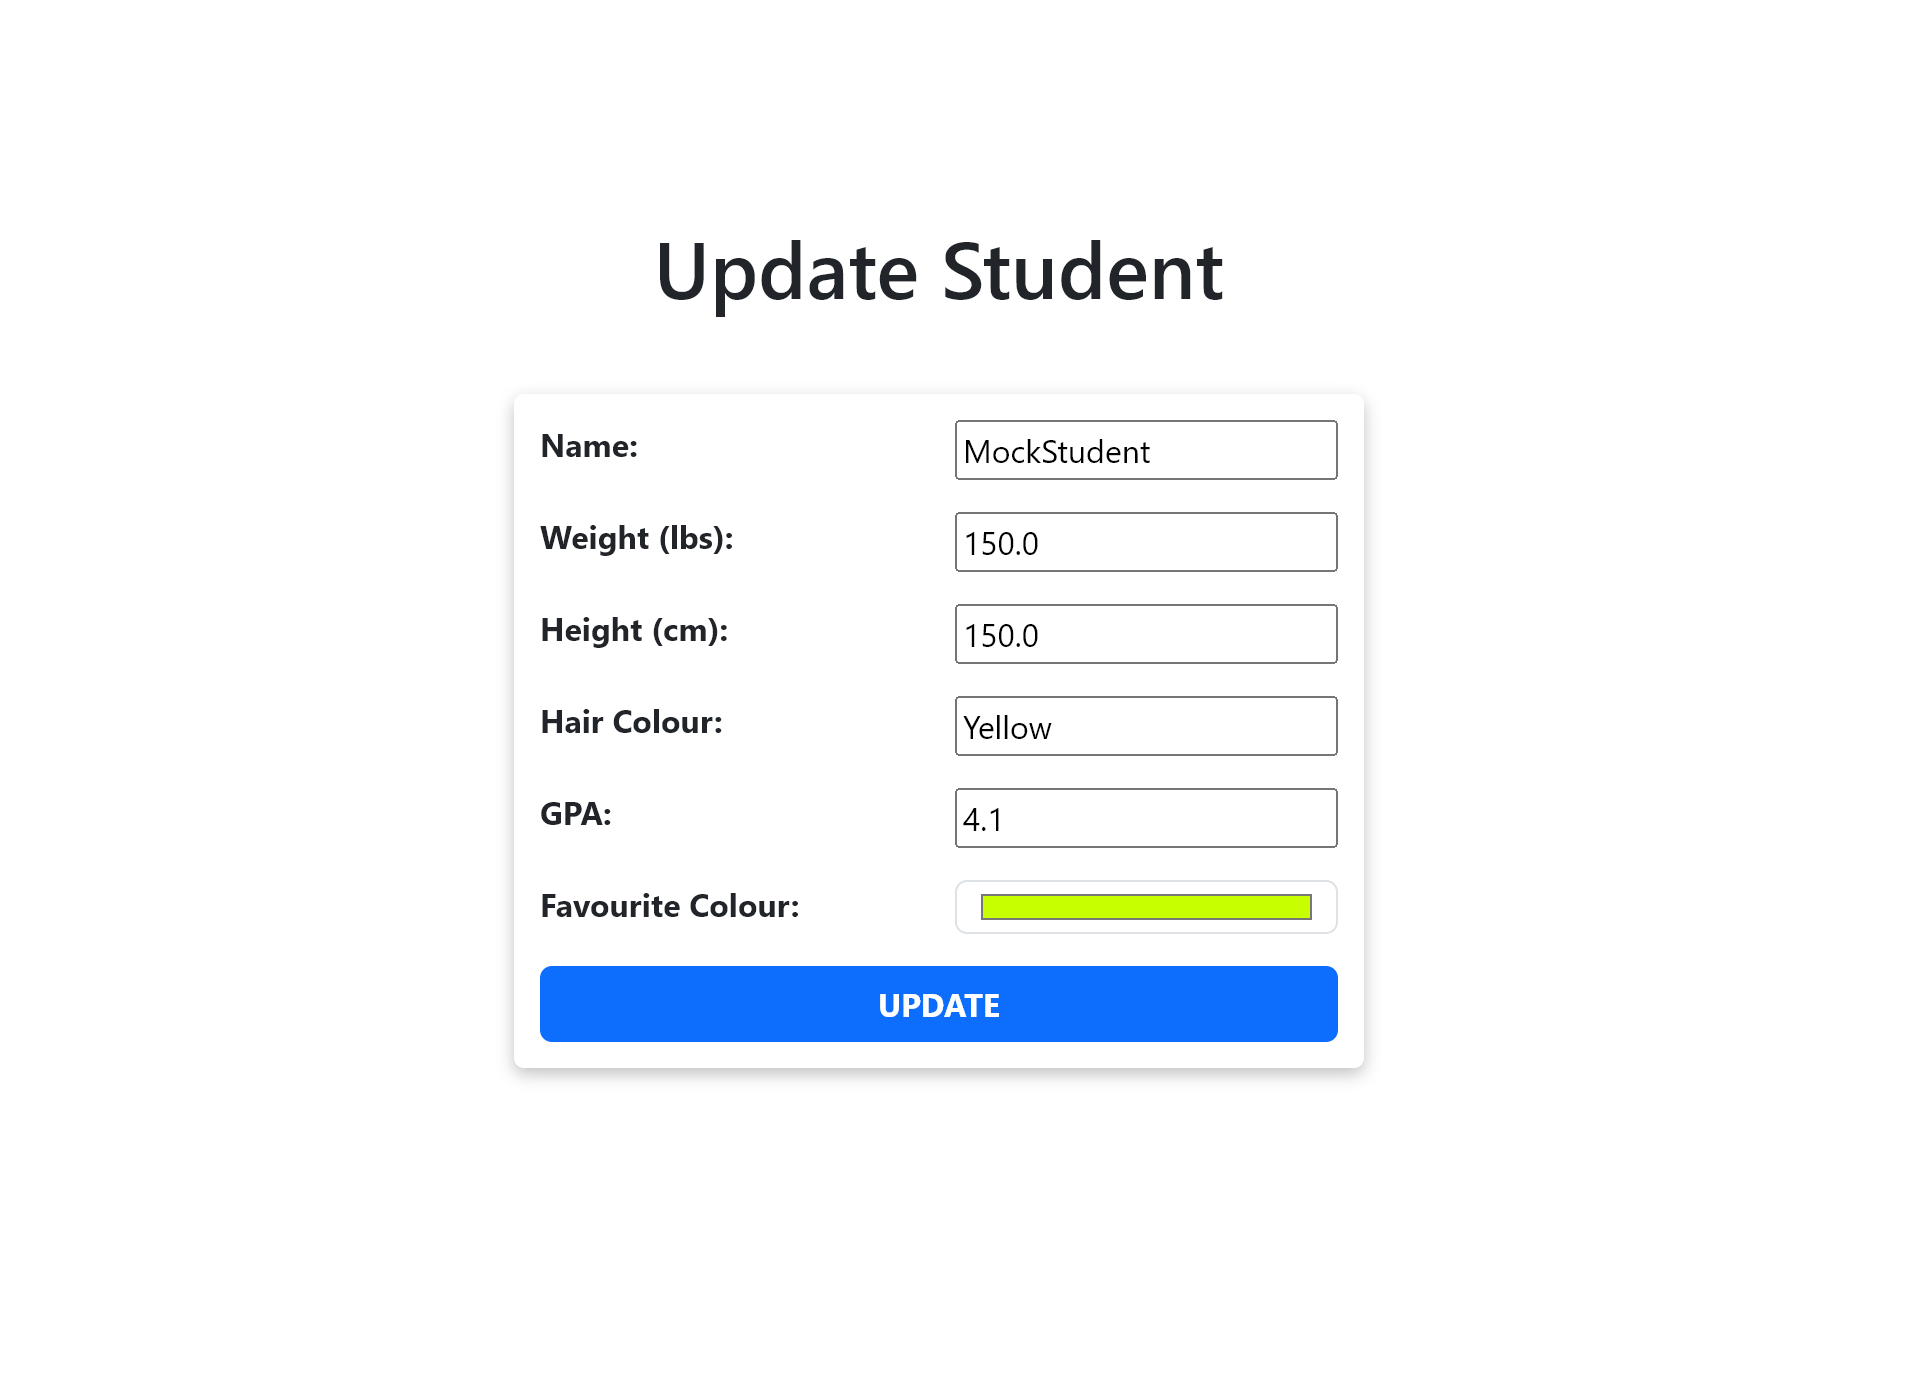 Update Student
Name: MockStudent
Weight (lbs): 150.0
Height (cm): 150.0
Hair Colour: Yellow
GPA: 4.1
Favourite Colour:
UPDATE